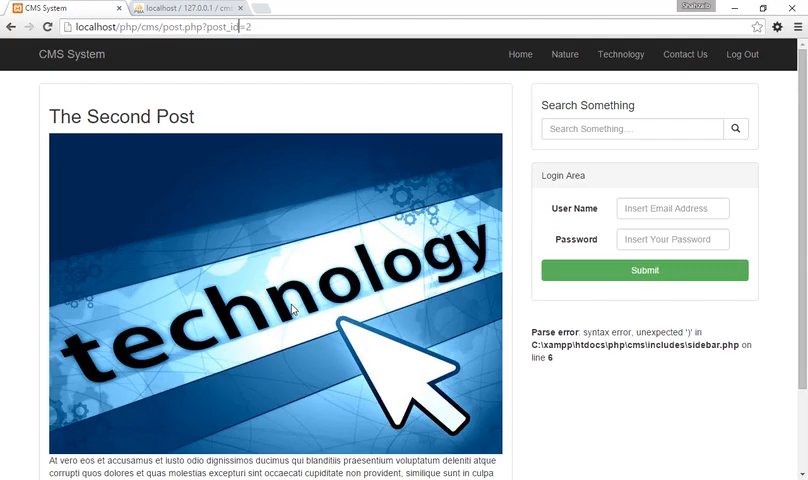 CMS System
localhost / 127.0.0.1 / cms
Shahzaib
localhost/php/cms/post.php?post_id=2
CMS System
Home
Nature
Technology
Contact Us
Log Out
The Second Post
technology
At vero eos et accusamus et iusto odio dignissimos ducimus qui blanditiis praesentium voluptatum deleniti atque
corrupti quos dolores et quas molestias excepturi sint occaecati cupiditate non provident, similique sunt in culpa
Search Something
Search Something....
Login Area
User Name
Insert Email Address
Password
Insert Your Password
Submit
Parse error: syntax error, unexpected ')' in
C:\xampp\htdocs\php\cms\includes\sidebar.php on
line 6